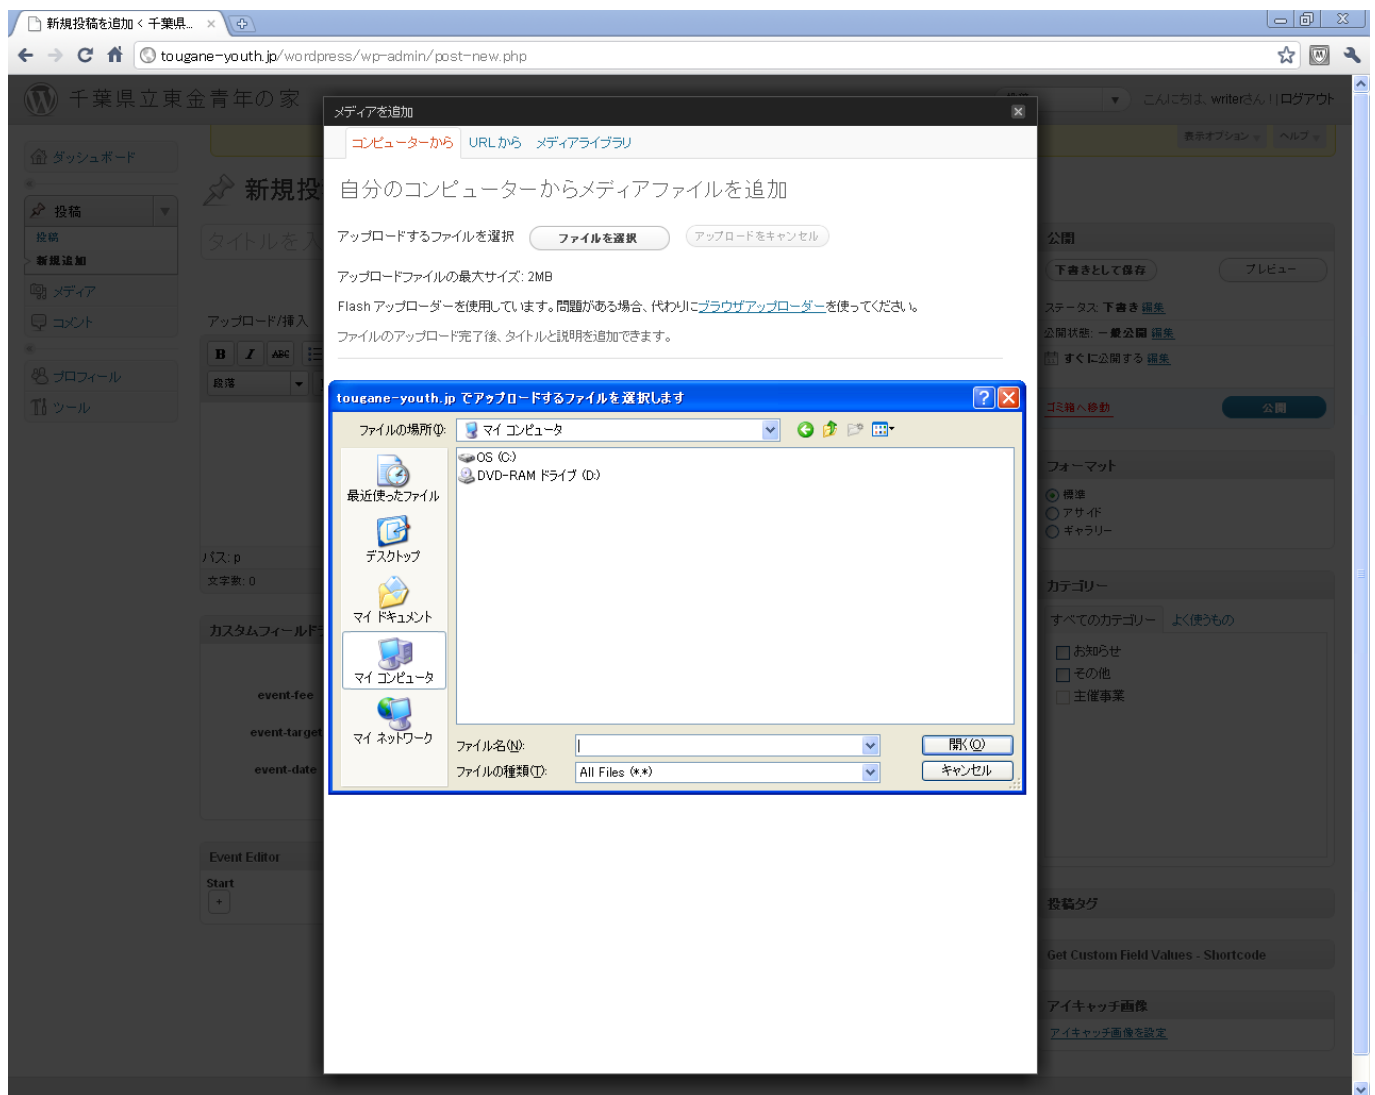 新規投稿を追加 < 千葉県…
tougane-youth.jp/wordpress/wp-admin/post-new.php
千葉県立東金青年の家
こんにちは、writerさん | ログアウト
表示オプション
ヘルプ
ダッシュボード
投稿
投稿
新規追加
メディア
コメント
プロフィール
ツール
新規投
タイトルを入
アップロード/挿入
B I ABC
段落
パス: p
文字数: 0
カスタムフィールド
event-fee
event-target
event-date
Event Editor
Start
+
メディアを追加
コンピューターから URLから メディアライブラリ
自分のコンピューターからメディアファイルを追加
アップロードするファイルを選択 ファイルを選択 アップロードをキャンセル
アップロードファイルの最大サイズ: 2MB
Flash アップローダーを使用しています。問題がある場合、代わりにブラウザアップローダーを使ってください。
ファイルのアップロード完了後、タイトルと説明を追加できます。
tougane-youth.jp でアップロードするファイルを選択します
ファイルの場所(I): マイ コンピュータ
最近使ったファイル
デスクトップ
マイ ドキュメント
マイ コンピュータ
マイ ネットワーク
OS (C:)
DVD-RAM ドライブ (D:)
ファイル名(N): 開く(O)
ファイルの種類(T): All Files (*.*) キャンセル
公開
下書きとして保存 プレビュー
ステータス: 下書き 編集
公開状態: 一般公開 編集
すぐに公開する 編集
ゴミ箱へ移動 公開
フォーマット
標準
アサイド
ギャラリー
カテゴリー
すべてのカテゴリー よく使うもの
お知らせ
その他
主催事業
投稿タグ
Get Custom Field Values - Shortcode
アイキャッチ画像
アイキャッチ画像を設定